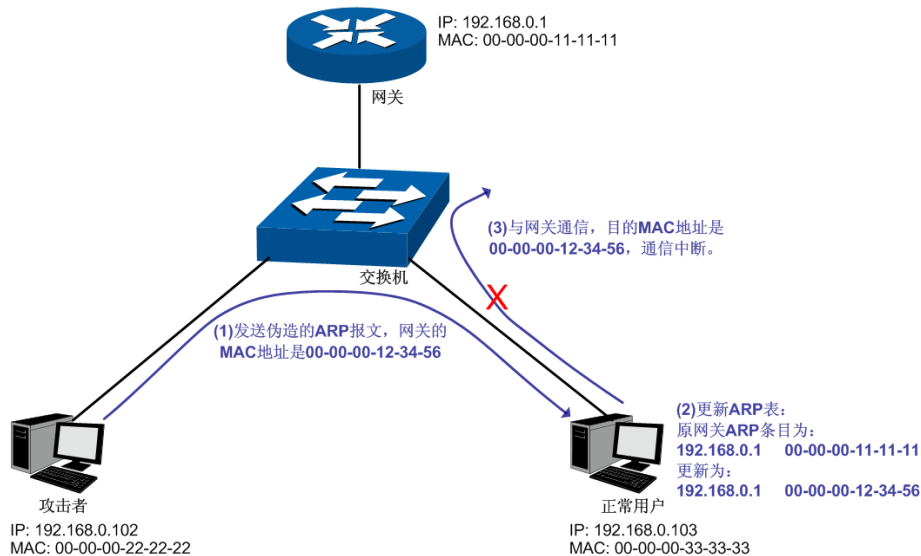 IP: 192.168.0.1
MAC: 00-00-00-11-11-11
网关
(3)与网关通信，目的MAC地址是
00-00-00-12-34-56，通信中断。
交换机
(1)发送伪造的ARP报文，网关的
MAC地址是00-00-00-12-34-56
(2)更新ARP表：
原网关ARP条目为：
192.168.0.1 00-00-00-11-11-11
更新为：
192.168.0.1 00-00-00-12-34-56
攻击者
IP: 192.168.0.102
MAC: 00-00-00-22-22-22
正常用户
IP: 192.168.0.103
MAC: 00-00-00-33-33-33